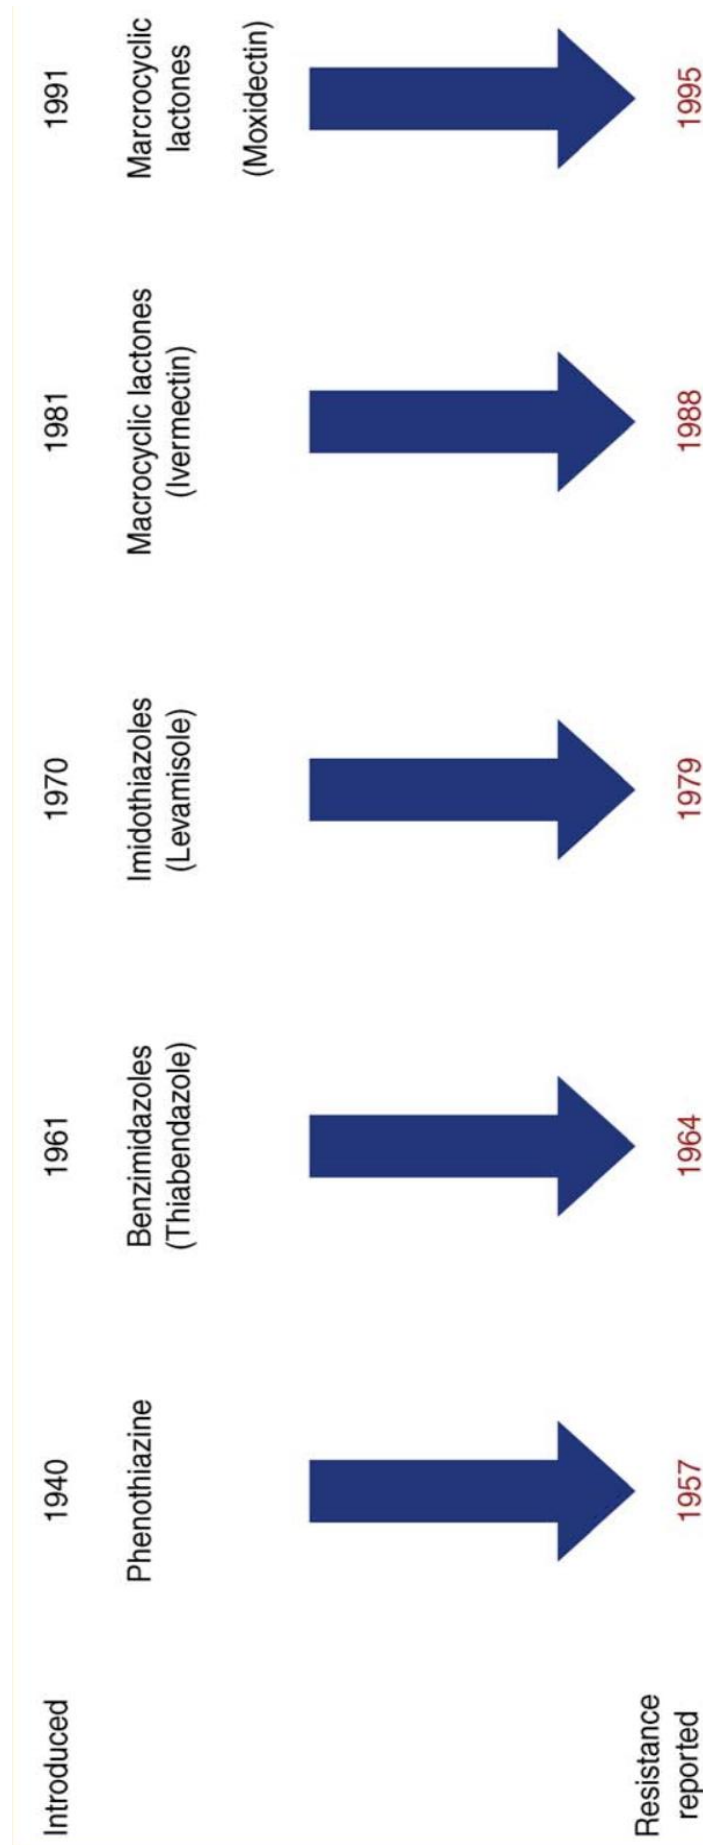 Introduced
1940
1961
1970
1981
1991
Phenothiazine
Benzimidazoles
(Thiabendazole)
Imidothiazoles
(Levamisole)
Macrocyclic lactones
(Ivermectin)
Marcrocyclic
lactones
(Moxidectin)
Resistance
reported
1957
1964
1979
1988
1995